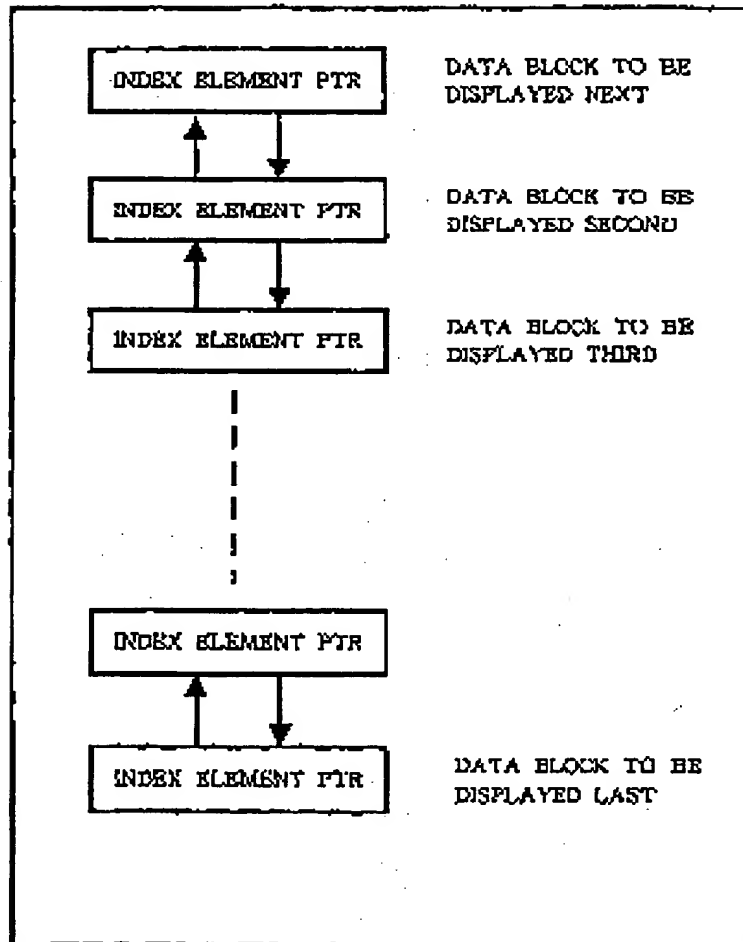 INDEX ELEMENT PTR
DATA BLOCK TO BE
DISPLAYED NEXT
INDEX ELEMENT PTR
DATA BLOCK TO BE
DISPLAYED SECOND
INDEX ELEMENT PTR
DATA BLOCK TO BE
DISPLAYED THIRD
INDEX ELEMENT PTR
INDEX ELEMENT PTR
DATA BLOCK TO BE
DISPLAYED LAST